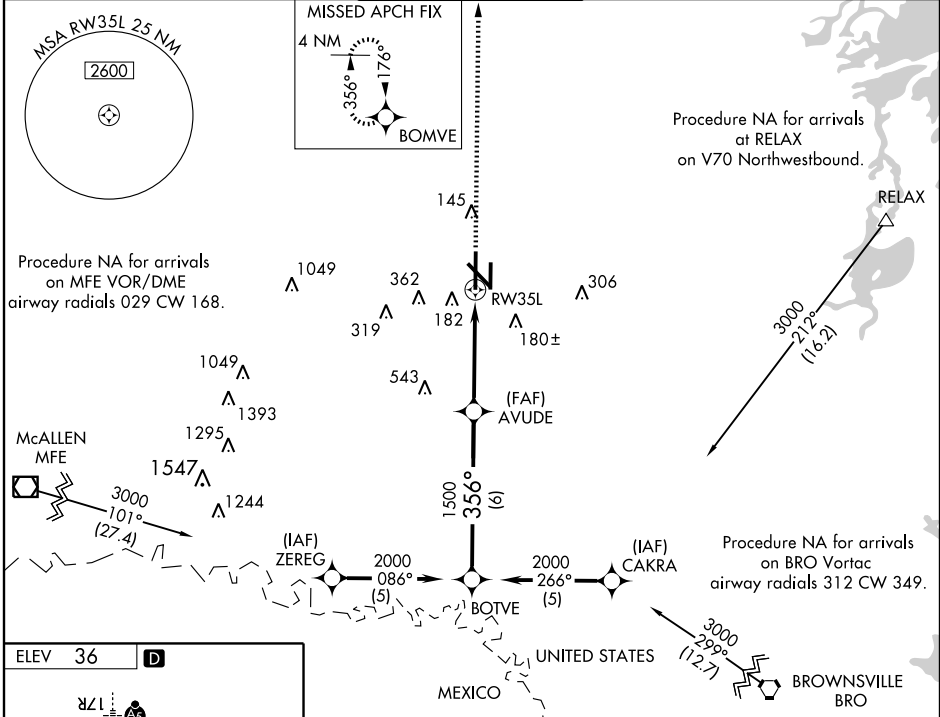 MSA RW35L 25 NM
2600
MISSED APCH FIX
4 NM
356°
176°
BOMVE
Procedure NA for arrivals
at RELAX
on V70 Northwestbound.
RELAX
3000
212°
(16.2)
Procedure NA for arrivals
on MFE VOR/DME
airway radials 029 CW 168.
145
1049
362
319
182
RW35L
306
180±
1049
1393
543
1295
1547
1244
(FAF)
AVUDE
McALLEN
MFE
3000
101°
(27.4)
1500
356°
(6)
(IAF)
ZEREG
2000
086°
(5)
BOTVE
2000
266°
(5)
(IAF)
CAKRA
Procedure NA for arrivals
on BRO Vortac
airway radials 312 CW 349.
3000
299°
(12.7)
BROWNSVILLE
BRO
UNITED STATES
MEXICO
ELEV 36 D
17R
A5